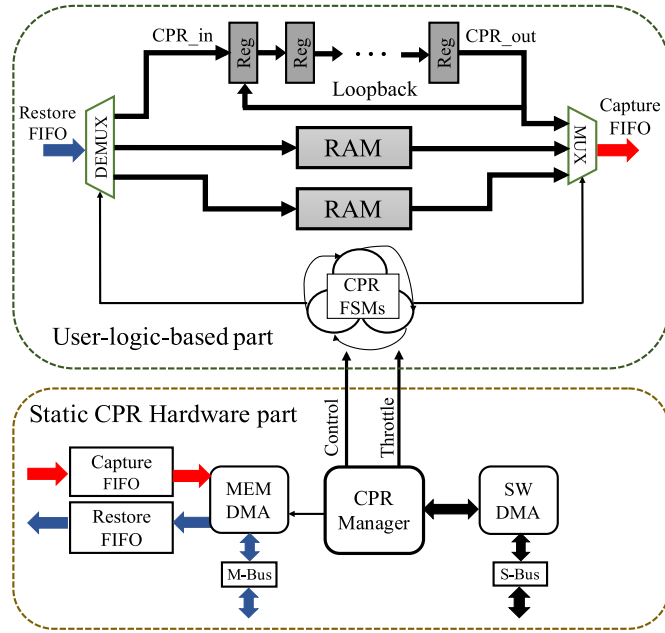 CPR_in
Reg
Reg
. . .
Reg
CPR_out
Loopback
Restore
FIFO
DEMUX
MUX
Capture
FIFO
RAM
RAM
CPR
FSMs
User-logic-based part
Static CPR Hardware part
Control
Throttle
Capture
FIFO
Restore
FIFO
MEM
DMA
CPR
Manager
SW
DMA
M-Bus
S-Bus